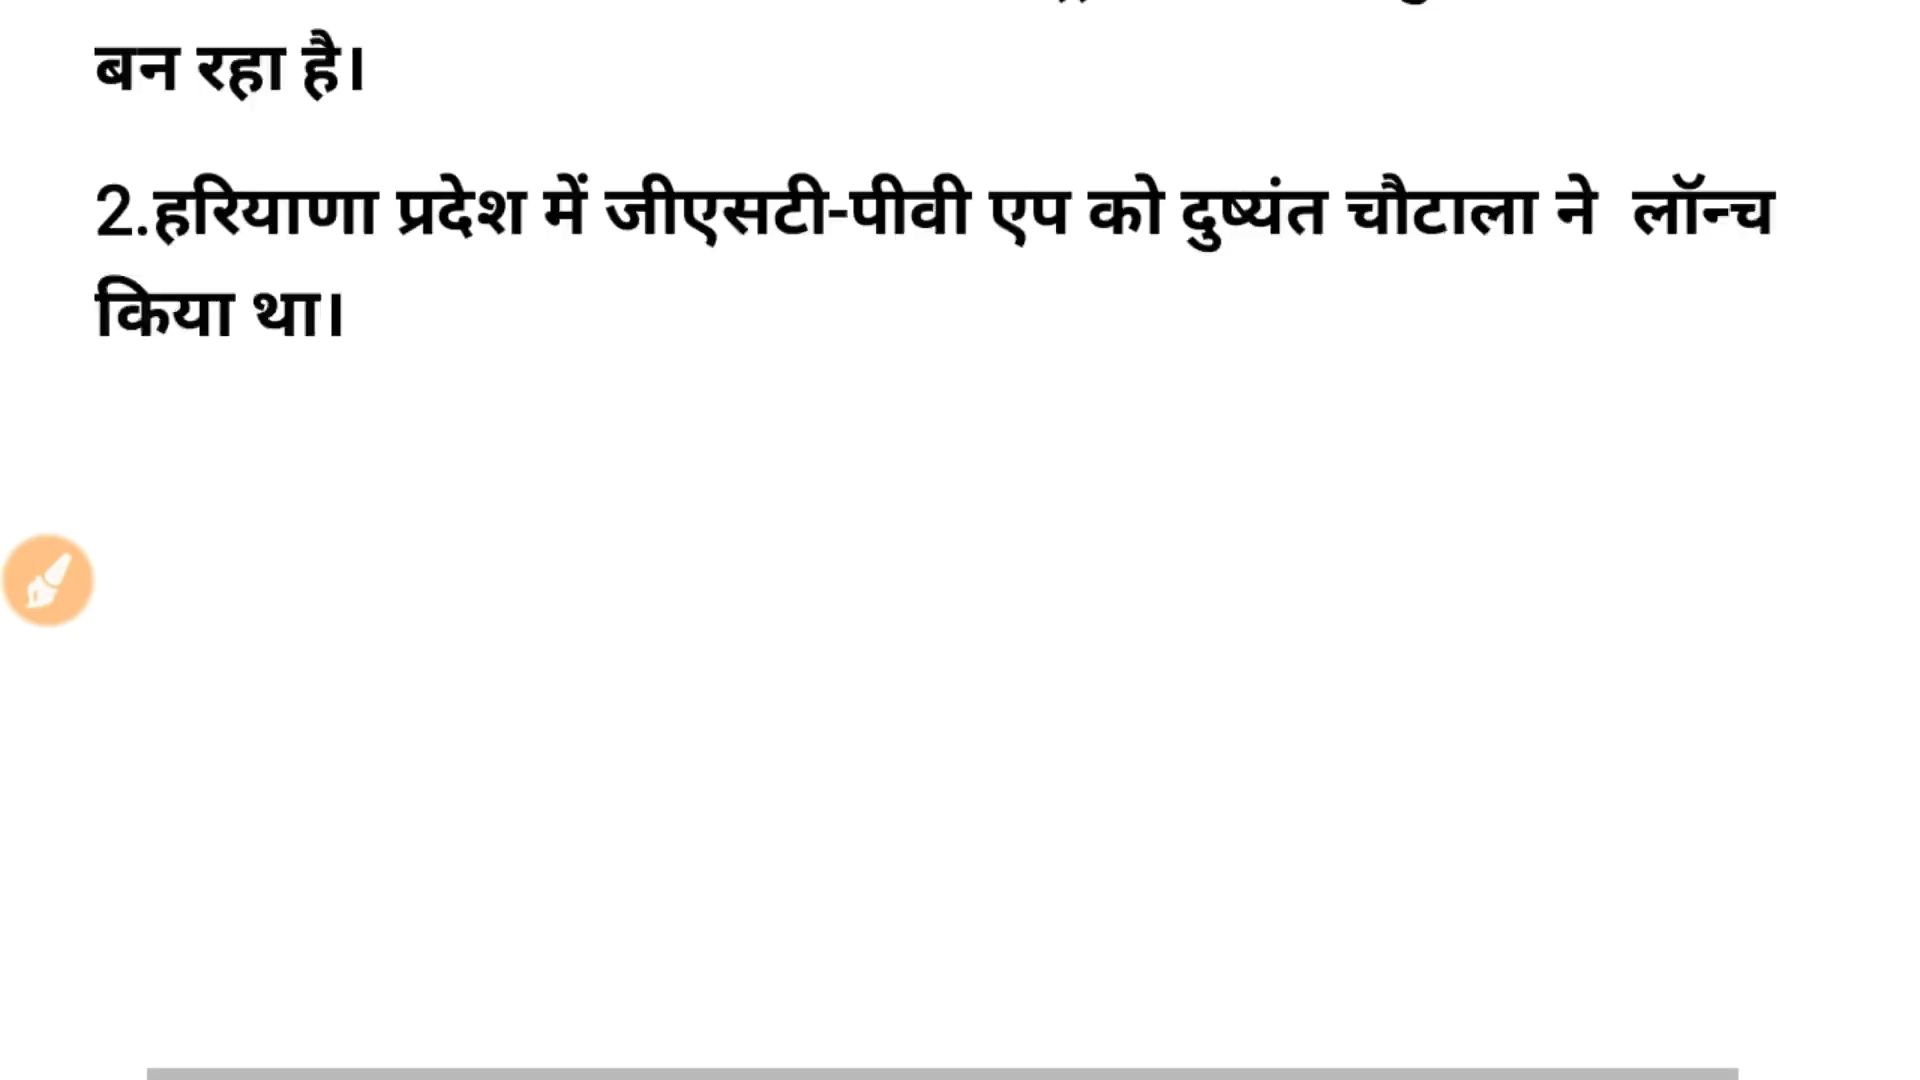 बन रहा है।
2.हरियाणा प्रदेश में जीएसटी-पीवी एप को दुष्यंत चौटाला ने लॉन्च
किया था।